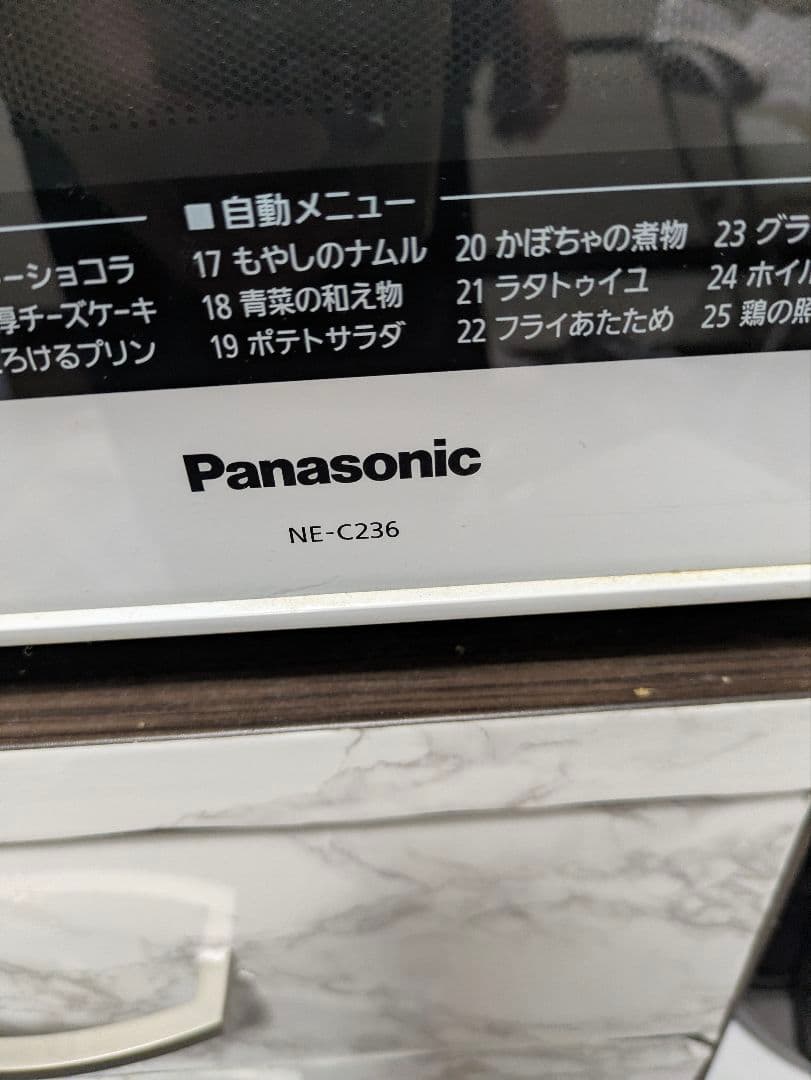 ■自動メニュー
ーショコラ
17 もやしのナムル
20 かぼちゃの煮物
23 グラ
厚チーズケーキ
18 青菜の和え物
21 ラタトゥイユ
24 ホイル
ろけるプリン
19 ポテトサラダ
22 フライあたため
25 鶏の照
Panasonic
NE-C236